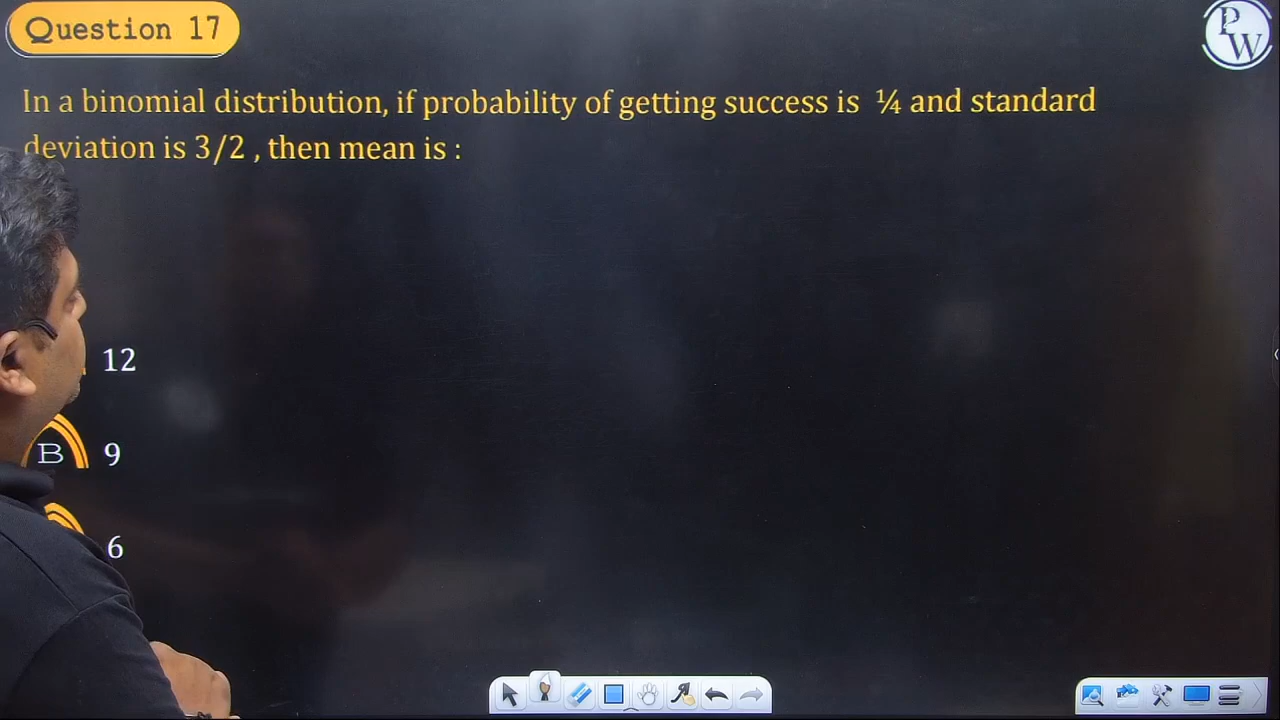 Question 17
PW
In a binomial distribution, if probability of getting success is ¼ and standard
deviation is 3/2 , then mean is :
12
B 9
6